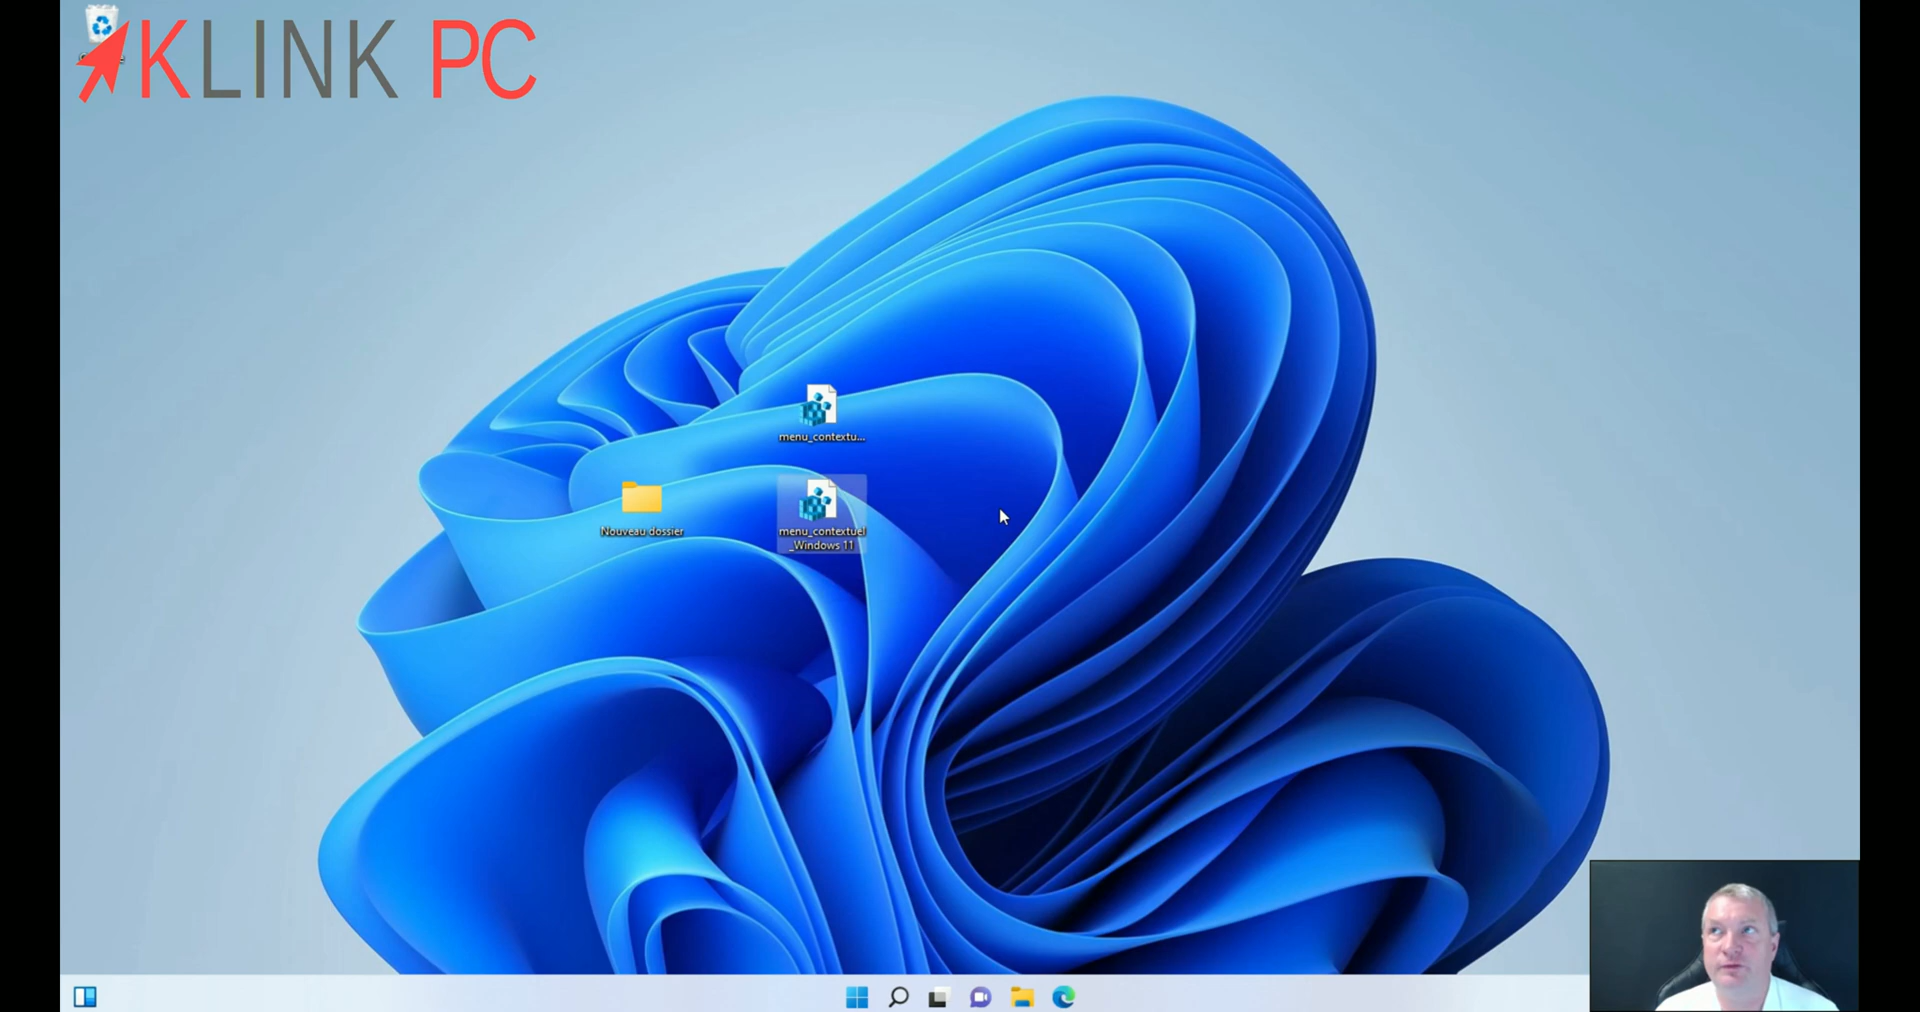 KLINK PC
menu_contextu...
Nouveau dossier
menu_contextuel
_Windows 11